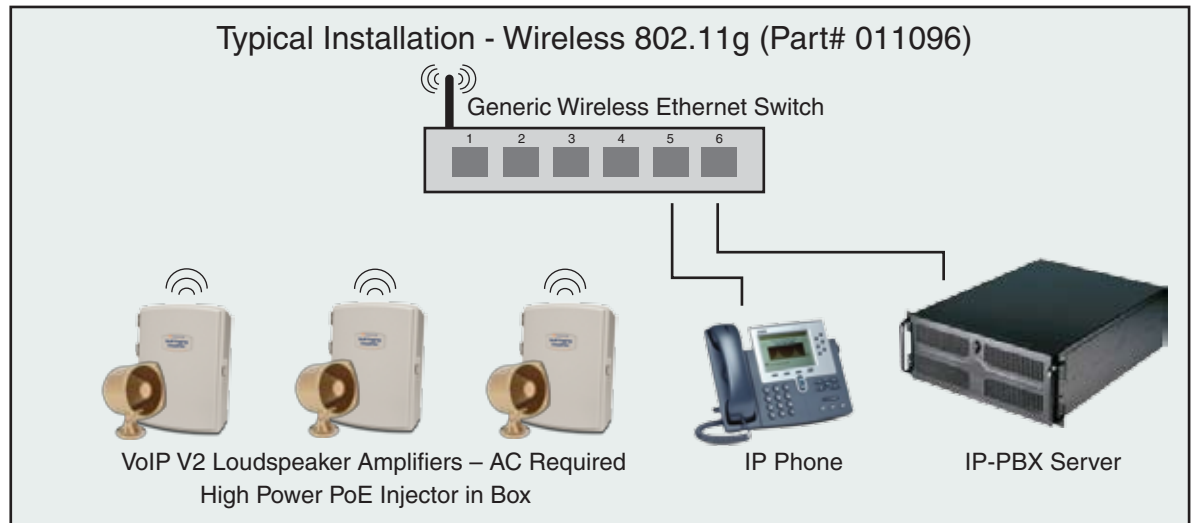 Typical Installation - Wireless 802.11g (Part# 011096)
Generic Wireless Ethernet Switch
1 2 3 4 5 6
VoIP V2 Loudspeaker Amplifiers – AC Required
High Power PoE Injector in Box
IP Phone
IP-PBX Server